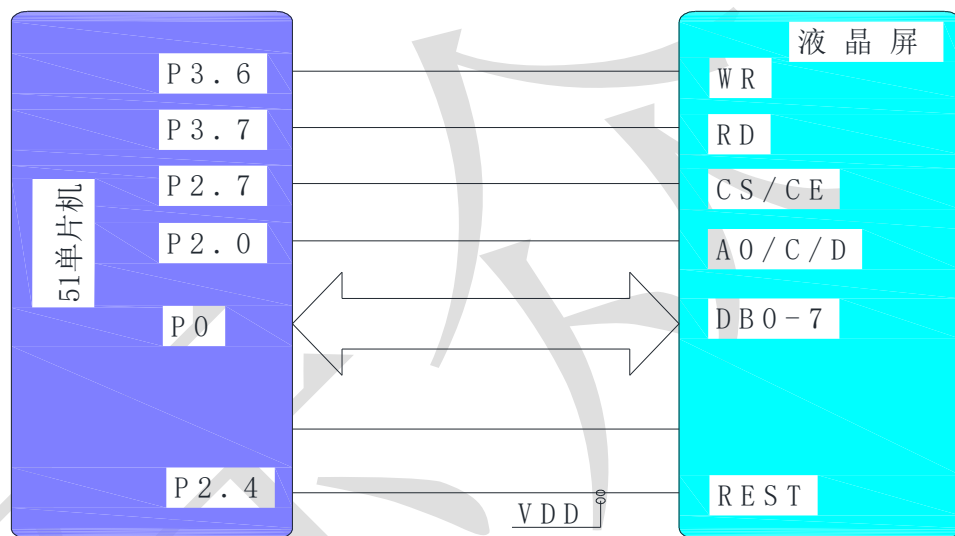 液晶屏
P3.6
WR
P3.7
RD
P2.7
CS/CE
51单片机
P2.0
A0/C/D
P0
DB0-7
P2.4
REST
VDD